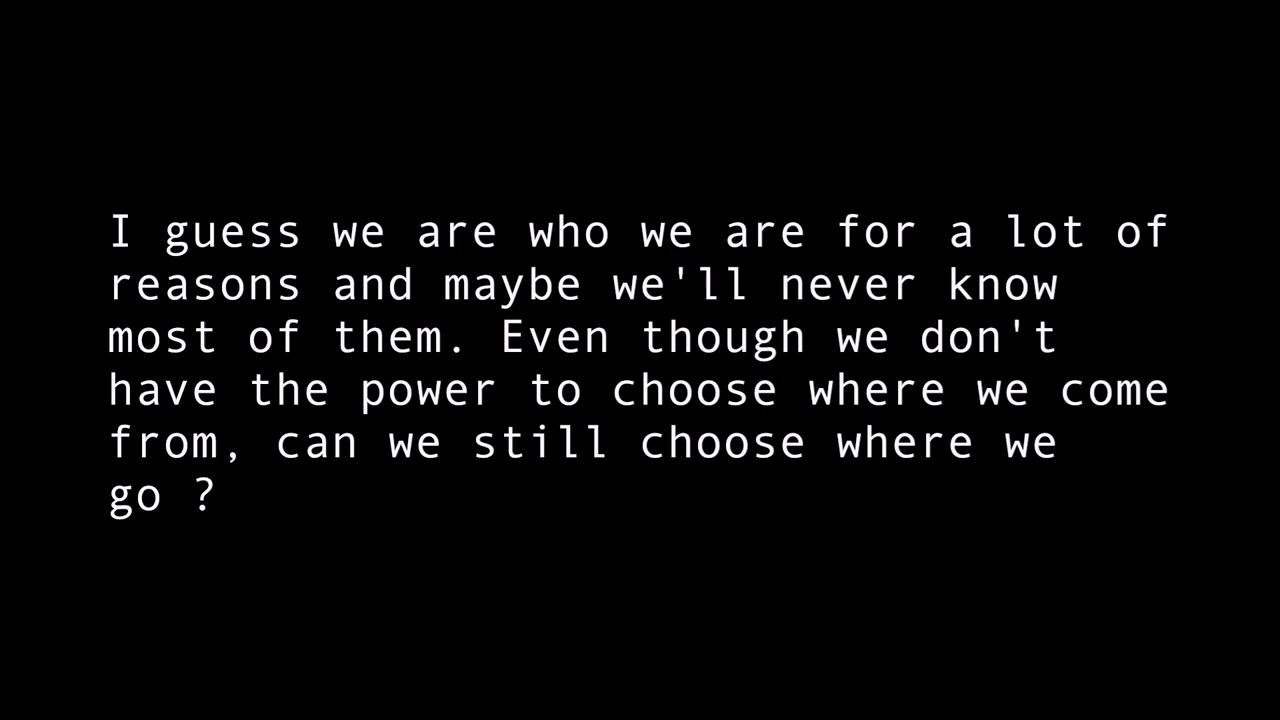 I guess we are who we are for a lot of
reasons and maybe we'll never know
most of them. Even though we don't
have the power to choose where we come
from, can we still choose where we
go ?